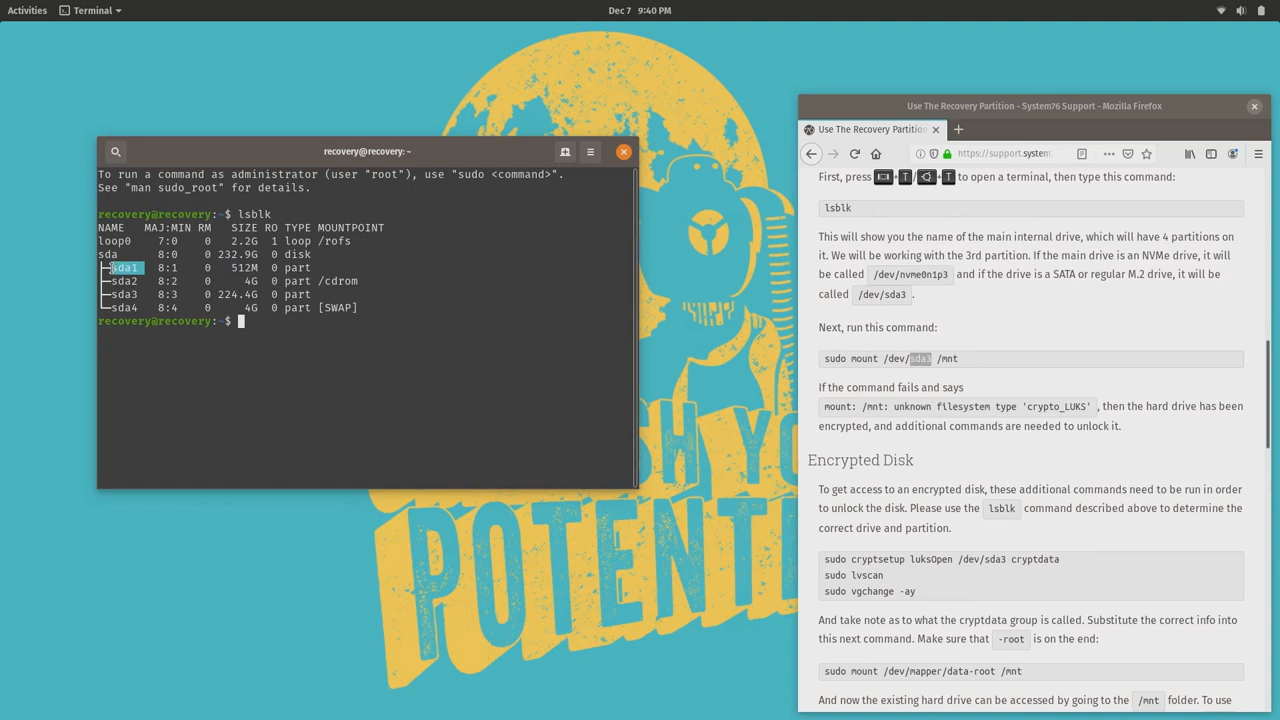 Activities Terminal Dec 7 9:40 PM
recovery@recovery: ~
To run a command as administrator (user "root"), use "sudo <command>".
See "man sudo_root" for details.
recovery@recovery:~$ lsblk
NAME MAJ:MIN RM SIZE RO TYPE MOUNTPOINT
loop0 7:0 0 2.2G 1 loop /rofs
sda 8:0 0 232.9G 0 disk
├─sda1 8:1 0 512M 0 part
├─sda2 8:2 0 4G 0 part /cdrom
├─sda3 8:3 0 224.4G 0 part
└─sda4 8:4 0 4G 0 part [SWAP]
recovery@recovery:~$
POTENT
Use The Recovery Partition - System76 Support - Mozilla Firefox
Use The Recovery Partition
https://support.system
First, press + T / + T to open a terminal, then type this command:
lsblk
This will show you the name of the main internal drive, which will have 4 partitions on
it. We will be working with the 3rd partition. If the main drive is an NVMe drive, it will be
called /dev/nvme0n1p3 and if the drive is a SATA or regular M.2 drive, it will be
called /dev/sda3 .
Next, run this command:
sudo mount /dev/sda3 /mnt
If the command fails and says
mount: /mnt: unknown filesystem type 'crypto_LUKS' , then the hard drive has been
encrypted, and additional commands are needed to unlock it.
Encrypted Disk
To get access to an encrypted disk, these additional commands need to be run in order
to unlock the disk. Please use the lsblk command described above to determine the
correct drive and partition.
sudo cryptsetup luksOpen /dev/sda3 cryptdata
sudo lvscan
sudo vgchange -ay
And take note as to what the cryptdata group is called. Substitute the correct info into
this next command. Make sure that -root is on the end:
sudo mount /dev/mapper/data-root /mnt
And now the existing hard drive can be accessed by going to the /mnt folder. To use